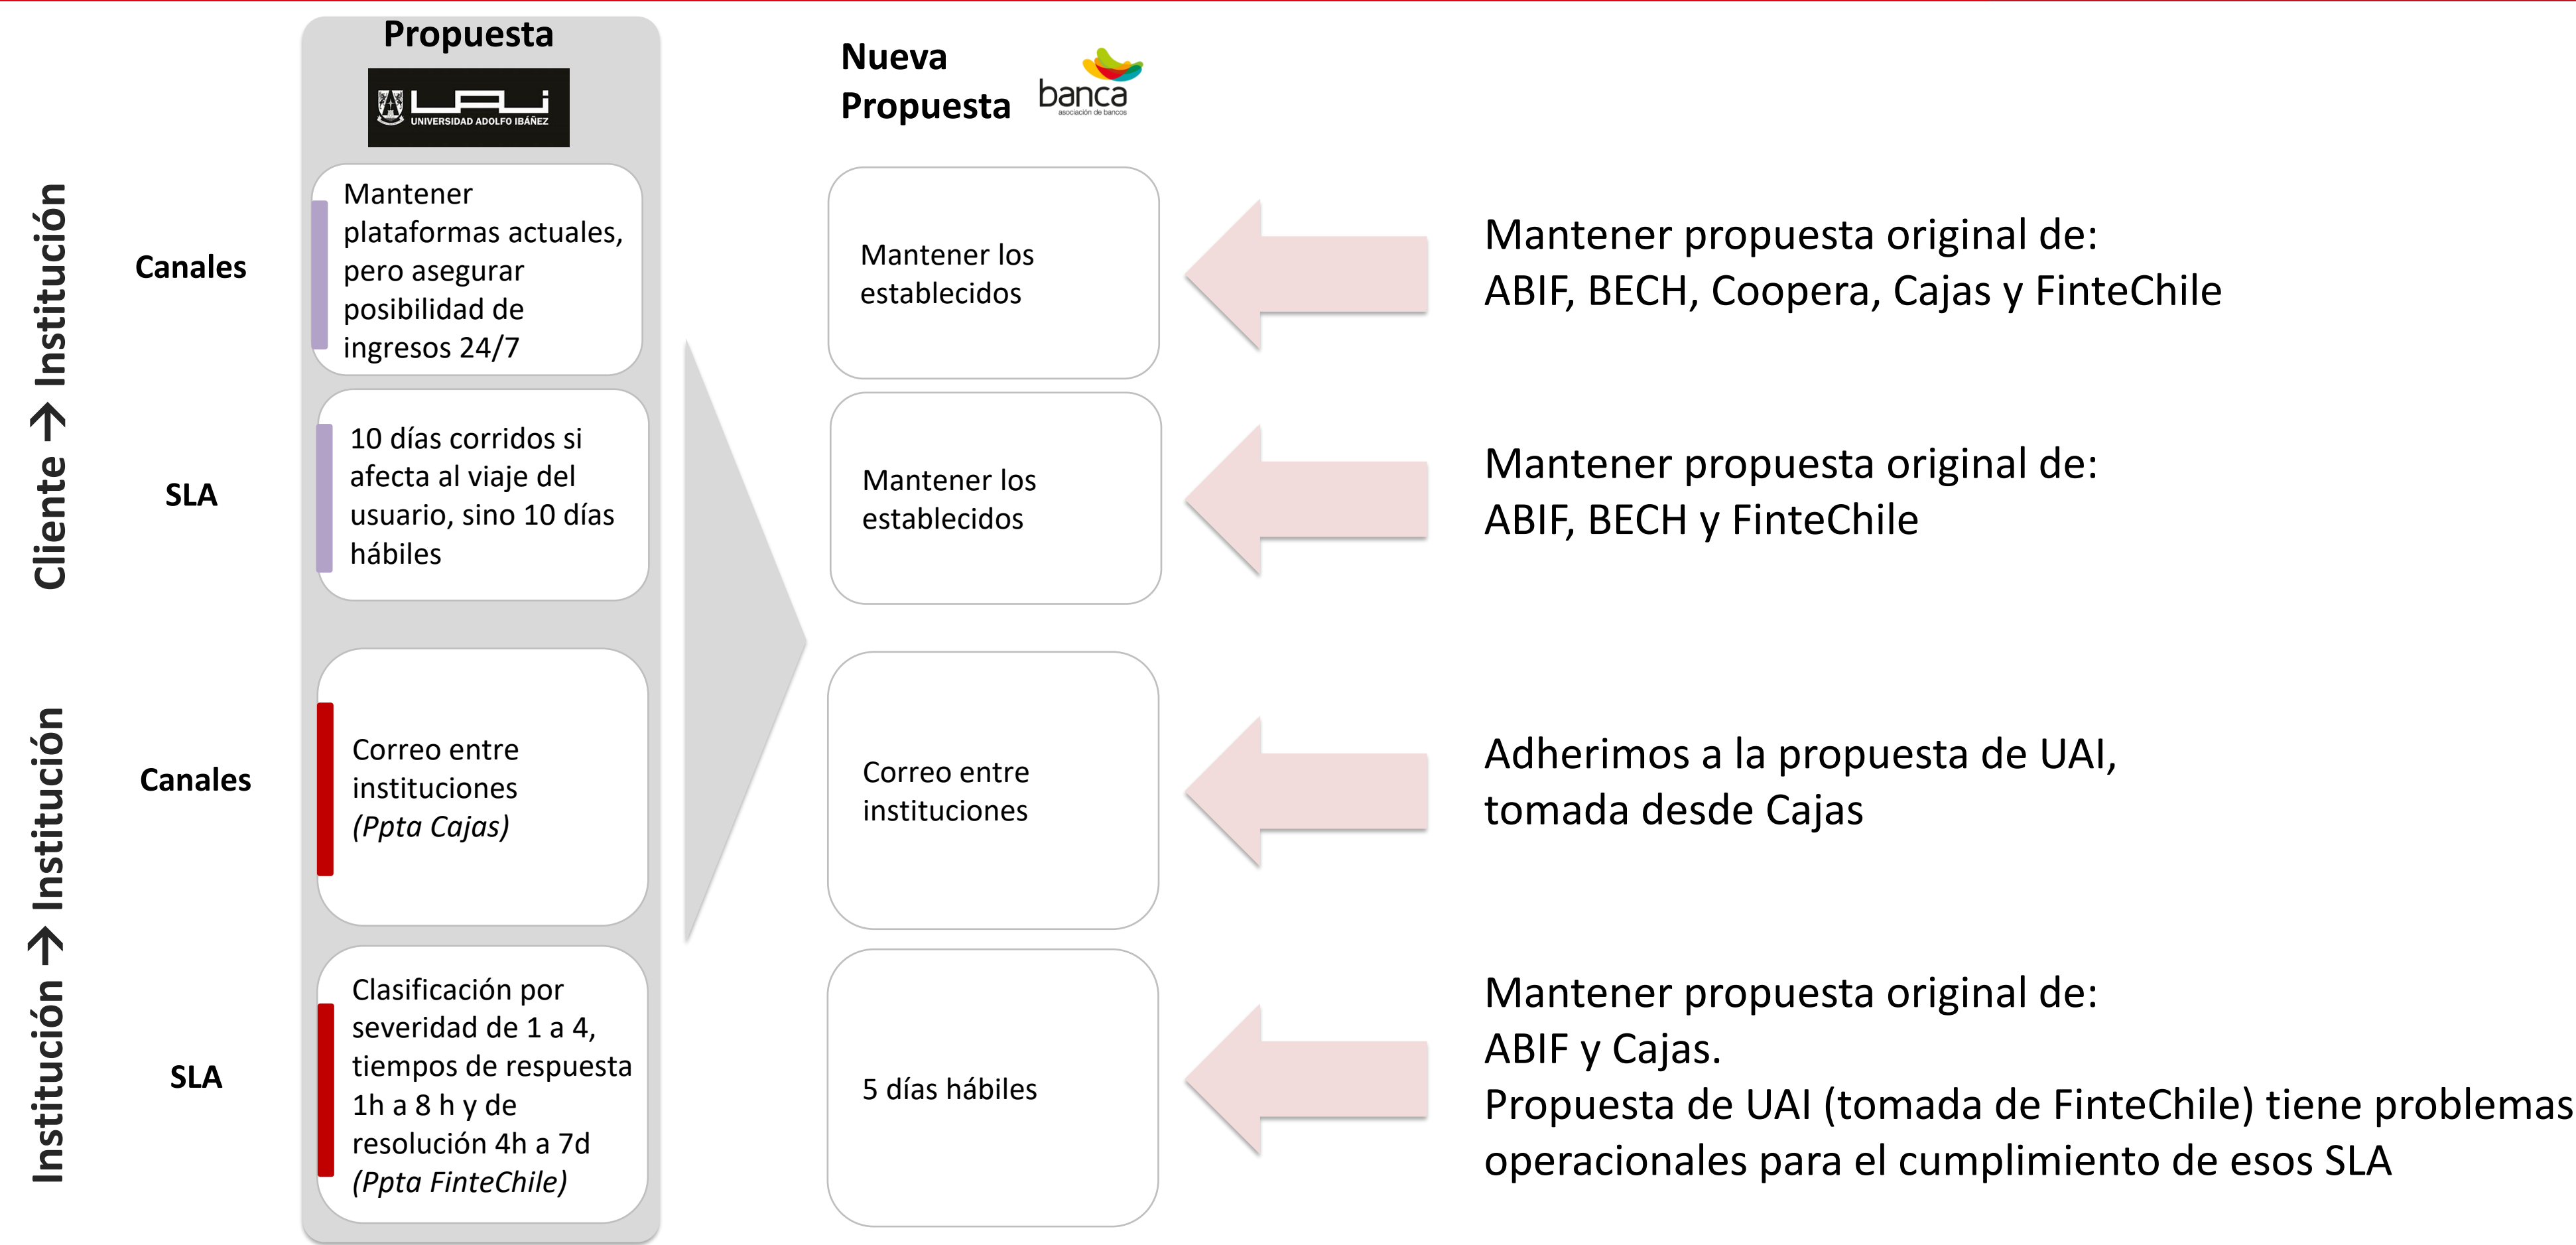 Propuesta
UAi
UNIVERSIDAD ADOLFO IBÁÑEZ
Nueva
Propuesta
banca
asociación de bancos
Cliente → Institución
Canales
Mantener
plataformas actuales,
pero asegurar
posibilidad de
ingresos 24/7
Mantener los
establecidos
Mantener propuesta original de:
ABIF, BECH, Coopera, Cajas y FinteChile
SLA
10 días corridos si
afecta al viaje del
usuario, sino 10 días
hábiles
Mantener los
establecidos
Mantener propuesta original de:
ABIF, BECH y FinteChile
Institución → Institución
Canales
Correo entre
instituciones
(Ppta Cajas)
Correo entre
instituciones
Adherimos a la propuesta de UAI,
tomada desde Cajas
SLA
Clasificación por
severidad de 1 a 4,
tiempos de respuesta
1h a 8 h y de
resolución 4h a 7d
(Ppta FinteChile)
5 días hábiles
Mantener propuesta original de:
ABIF y Cajas.
Propuesta de UAI (tomada de FinteChile) tiene problemas
operacionales para el cumplimiento de esos SLA